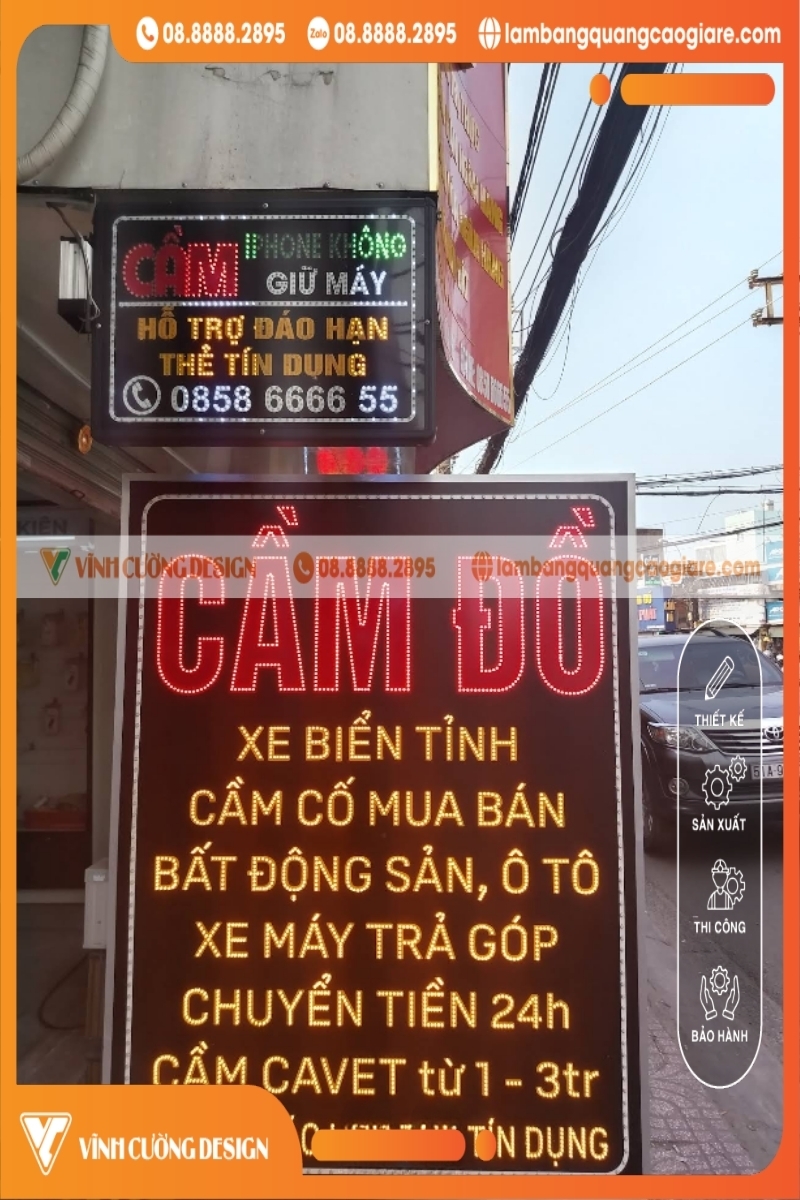 08.8888.2895 Zalo 08.8888.2895 lambangquangcaogiare.com
CẦM IPHONE KHÔNG
GIỮ MÁY
HỖ TRỢ ĐÁO HẠN
THẺ TÍN DỤNG
0858 6666 55
KIỆN
VĨNH CƯỜNG DESIGN 08.8888.2895 lambangquangcaogiare.com
CẦM ĐỒ
XE BIỂN TỈNH
CẦM CỐ MUA BÁN
BẤT ĐỘNG SẢN, Ô TÔ
XE MÁY TRẢ GÓP
CHUYỂN TIỀN 24h
CẦM CAVET từ 1 - 3tr
TÍN DỤNG
THIẾT KẾ
SẢN XUẤT
THI CÔNG
BẢO HÀNH
VĨNH CƯỜNG DESIGN